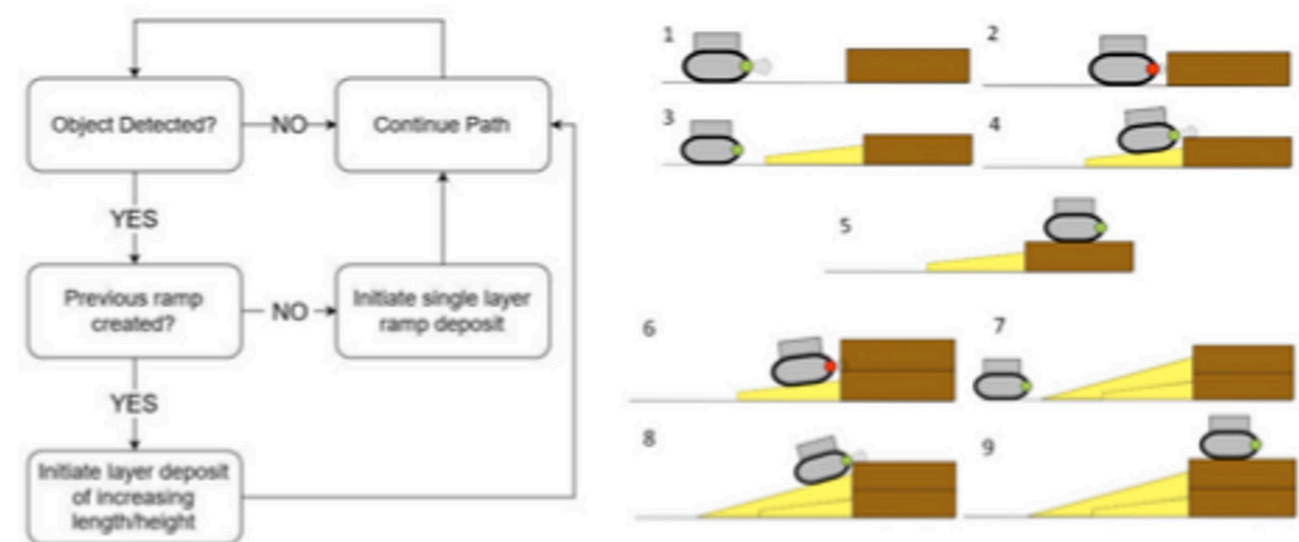 Object Detected?
NO
Continue Path
YES
Previous ramp
created?
NO
Initiate single layer
ramp deposit
YES
Initiate layer deposit
of increasing
length/height
1
2
3
4
5
6
7
8
9